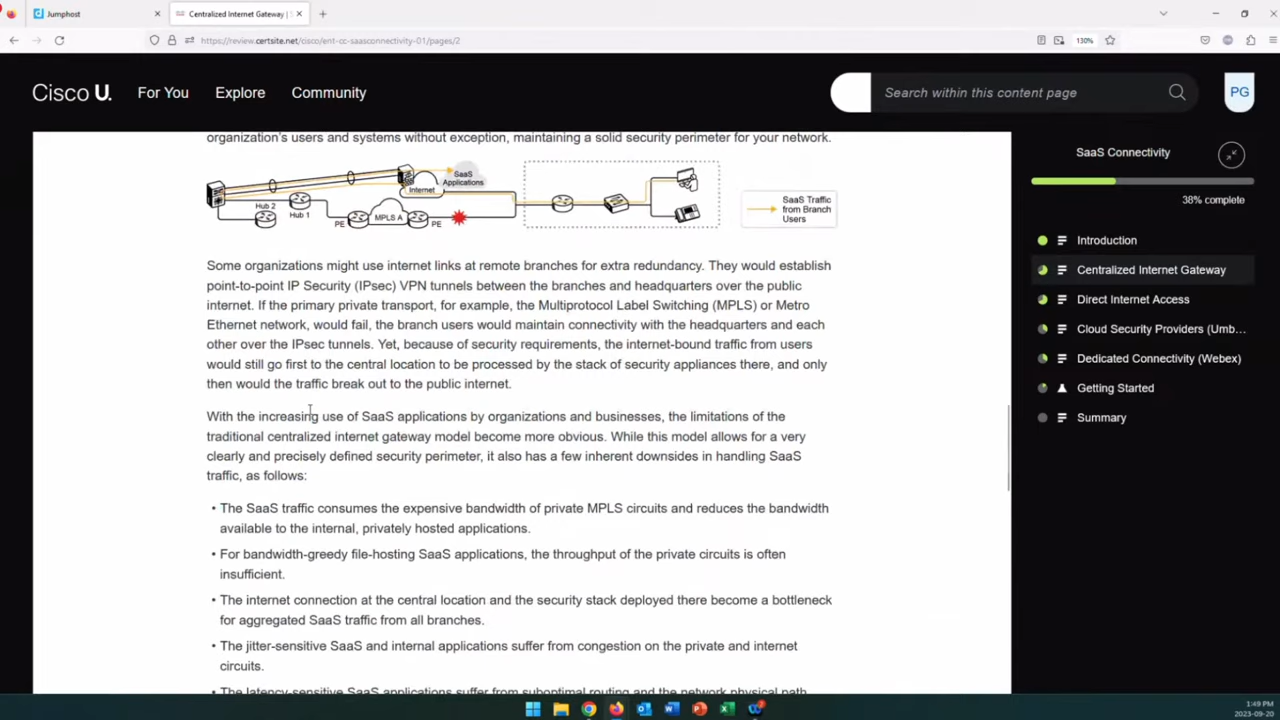 Jumphost
Centralized Internet Gateway | S
https://review.certsite.net/cisco/ent-cc-saasconnectivity-01/pages/2
130%
Cisco U.
For You
Explore
Community
Search within this content page
PG
organization's users and systems without exception, maintaining a solid security perimeter for your network.
SaaS
Applications
Internet
Hub 2
Hub 1
PE
MPLS A
PE
SaaS Traffic
from Branch
Users
Some organizations might use internet links at remote branches for extra redundancy. They would establish
point-to-point IP Security (IPsec) VPN tunnels between the branches and headquarters over the public
internet. If the primary private transport, for example, the Multiprotocol Label Switching (MPLS) or Metro
Ethernet network, would fail, the branch users would maintain connectivity with the headquarters and each
other over the IPsec tunnels. Yet, because of security requirements, the internet-bound traffic from users
would still go first to the central location to be processed by the stack of security appliances there, and only
then would the traffic break out to the public internet.
With the increasing use of SaaS applications by organizations and businesses, the limitations of the
traditional centralized internet gateway model become more obvious. While this model allows for a very
clearly and precisely defined security perimeter, it also has a few inherent downsides in handling SaaS
traffic, as follows:
• The SaaS traffic consumes the expensive bandwidth of private MPLS circuits and reduces the bandwidth
available to the internal, privately hosted applications.
• For bandwidth-greedy file-hosting SaaS applications, the throughput of the private circuits is often
insufficient.
• The internet connection at the central location and the security stack deployed there become a bottleneck
for aggregated SaaS traffic from all branches.
• The jitter-sensitive SaaS and internal applications suffer from congestion on the private and internet
circuits.
• The latency-sensitive SaaS applications suffer from suboptimal routing and the network physical path
SaaS Connectivity
38% complete
Introduction
Centralized Internet Gateway
Direct Internet Access
Cloud Security Providers (Umb...
Dedicated Connectivity (Webex)
Getting Started
Summary
1:49 PM
2023-09-20